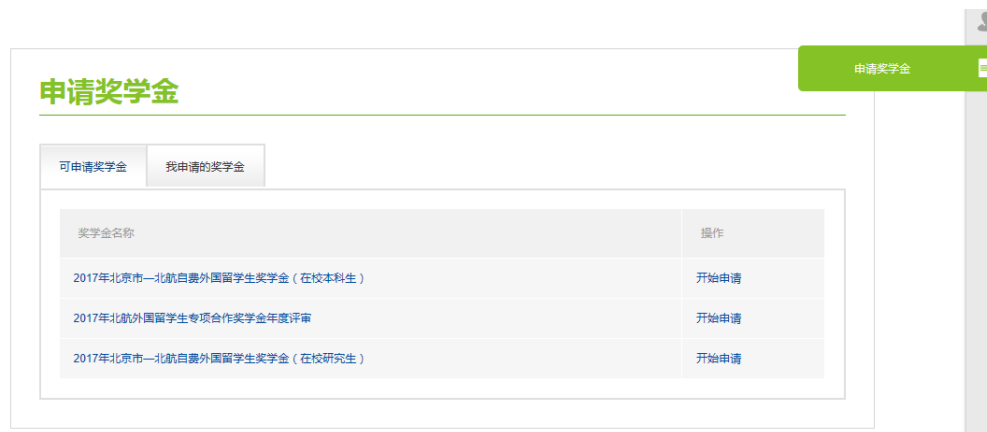 申请奖学金
申请奖学金
可申请奖学金 我申请的奖学金
奖学金名称 操作
2017年北京市—北航自费外国留学生奖学金（在校本科生） 开始申请
2017年北航外国留学生专项合作奖学金年度评审 开始申请
2017年北京市—北航自费外国留学生奖学金（在校研究生） 开始申请